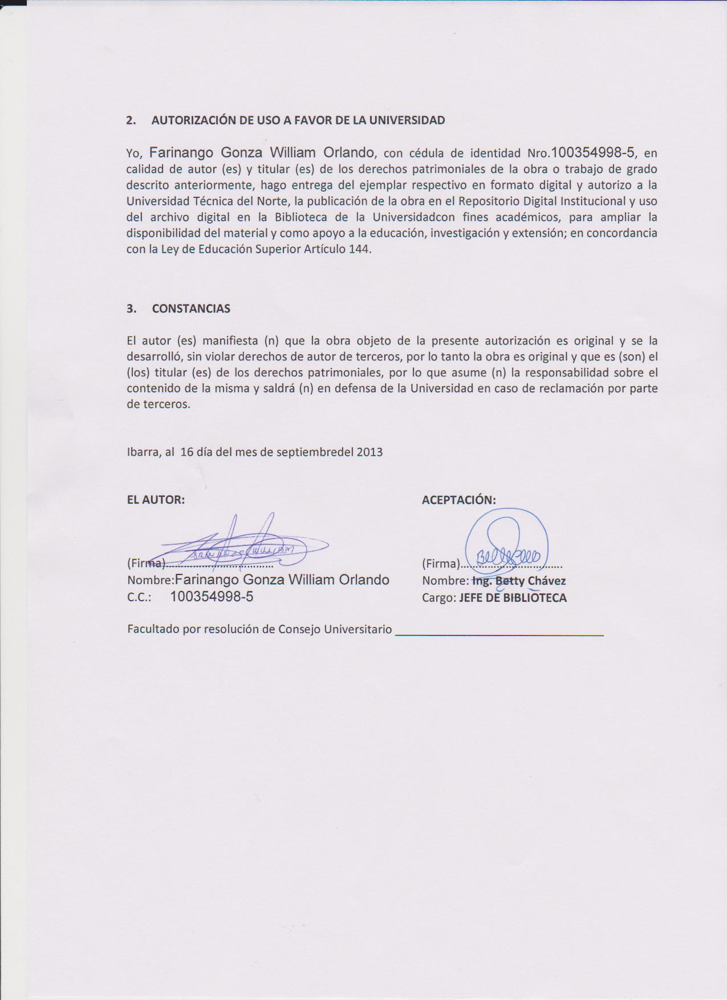 2. AUTORIZACIÓN DE USO A FAVOR DE LA UNIVERSIDAD
Yo, Farinango Gonza William Orlando, con cédula de identidad Nro.100354998-5, en
calidad de autor (es) y titular (es) de los derechos patrimoniales de la obra o trabajo de grado
descrito anteriormente, hago entrega del ejemplar respectivo en formato digital y autorizo a la
Universidad Técnica del Norte, la publicación de la obra en el Repositorio Digital Institucional y uso
del archivo digital en la Biblioteca de la Universidadcon fines académicos, para ampliar la
disponibilidad del material y como apoyo a la educación, investigación y extensión; en concordancia
con la Ley de Educación Superior Artículo 144.
3. CONSTANCIAS
El autor (es) manifiesta (n) que la obra objeto de la presente autorización es original y se la
desarrolló, sin violar derechos de autor de terceros, por lo tanto la obra es original y que es (son) el
(los) titular (es) de los derechos patrimoniales, por lo que asume (n) la responsabilidad sobre el
contenido de la misma y saldrá (n) en defensa de la Universidad en caso de reclamación por parte
de terceros.
Ibarra, al 16 día del mes de septiembredel 2013
EL AUTOR: ACEPTACIÓN:
(Firma)................................ (Firma)..............................
Nombre:Farinango Gonza William Orlando Nombre: Ing. Betty Chávez
C.C.: 100354998-5 Cargo: JEFE DE BIBLIOTECA
Facultado por resolución de Consejo Universitario ______________________________